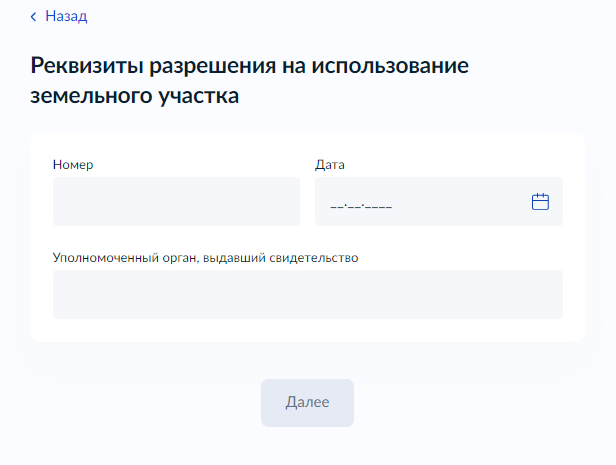 Назад
Реквизиты разрешения на использование
земельного участка
Номер
Дата
__.__.____
Уполномоченный орган, выдавший свидетельство
Далее